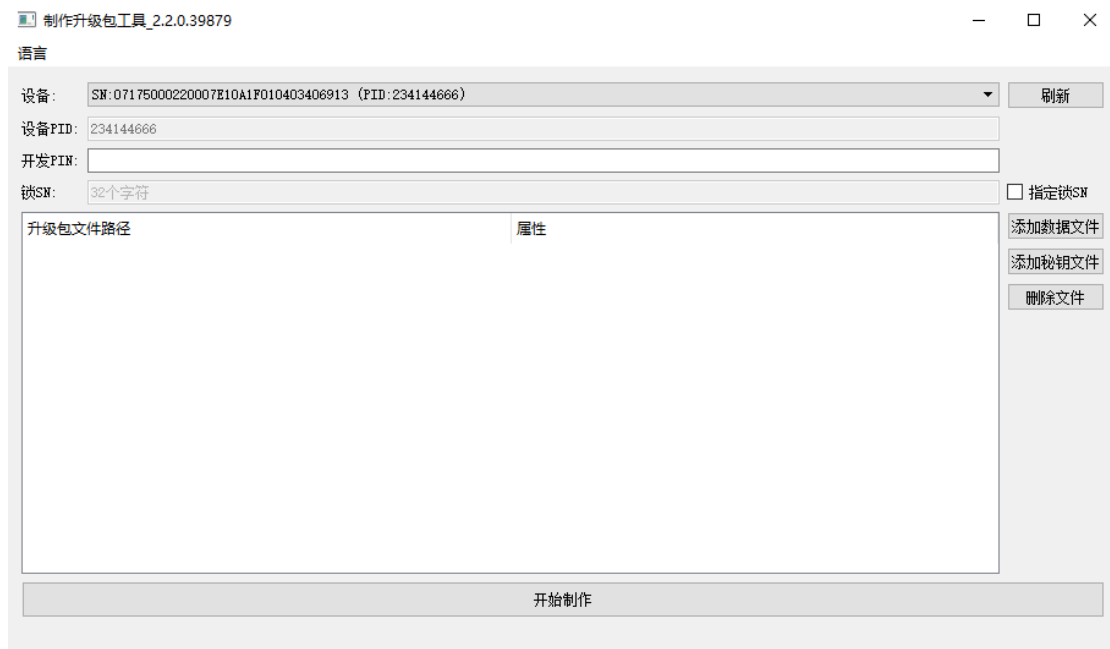 制作升级包工具_2.2.0.39879
语言
设备: SN:07175000220007E10A1F010403406913 (PID:234144666) 刷新
设备PID: 234144666
开发PIN:
锁SN: 32个字符 指定锁SN
升级包文件路径 属性 添加数据文件
添加秘钥文件
删除文件
开始制作